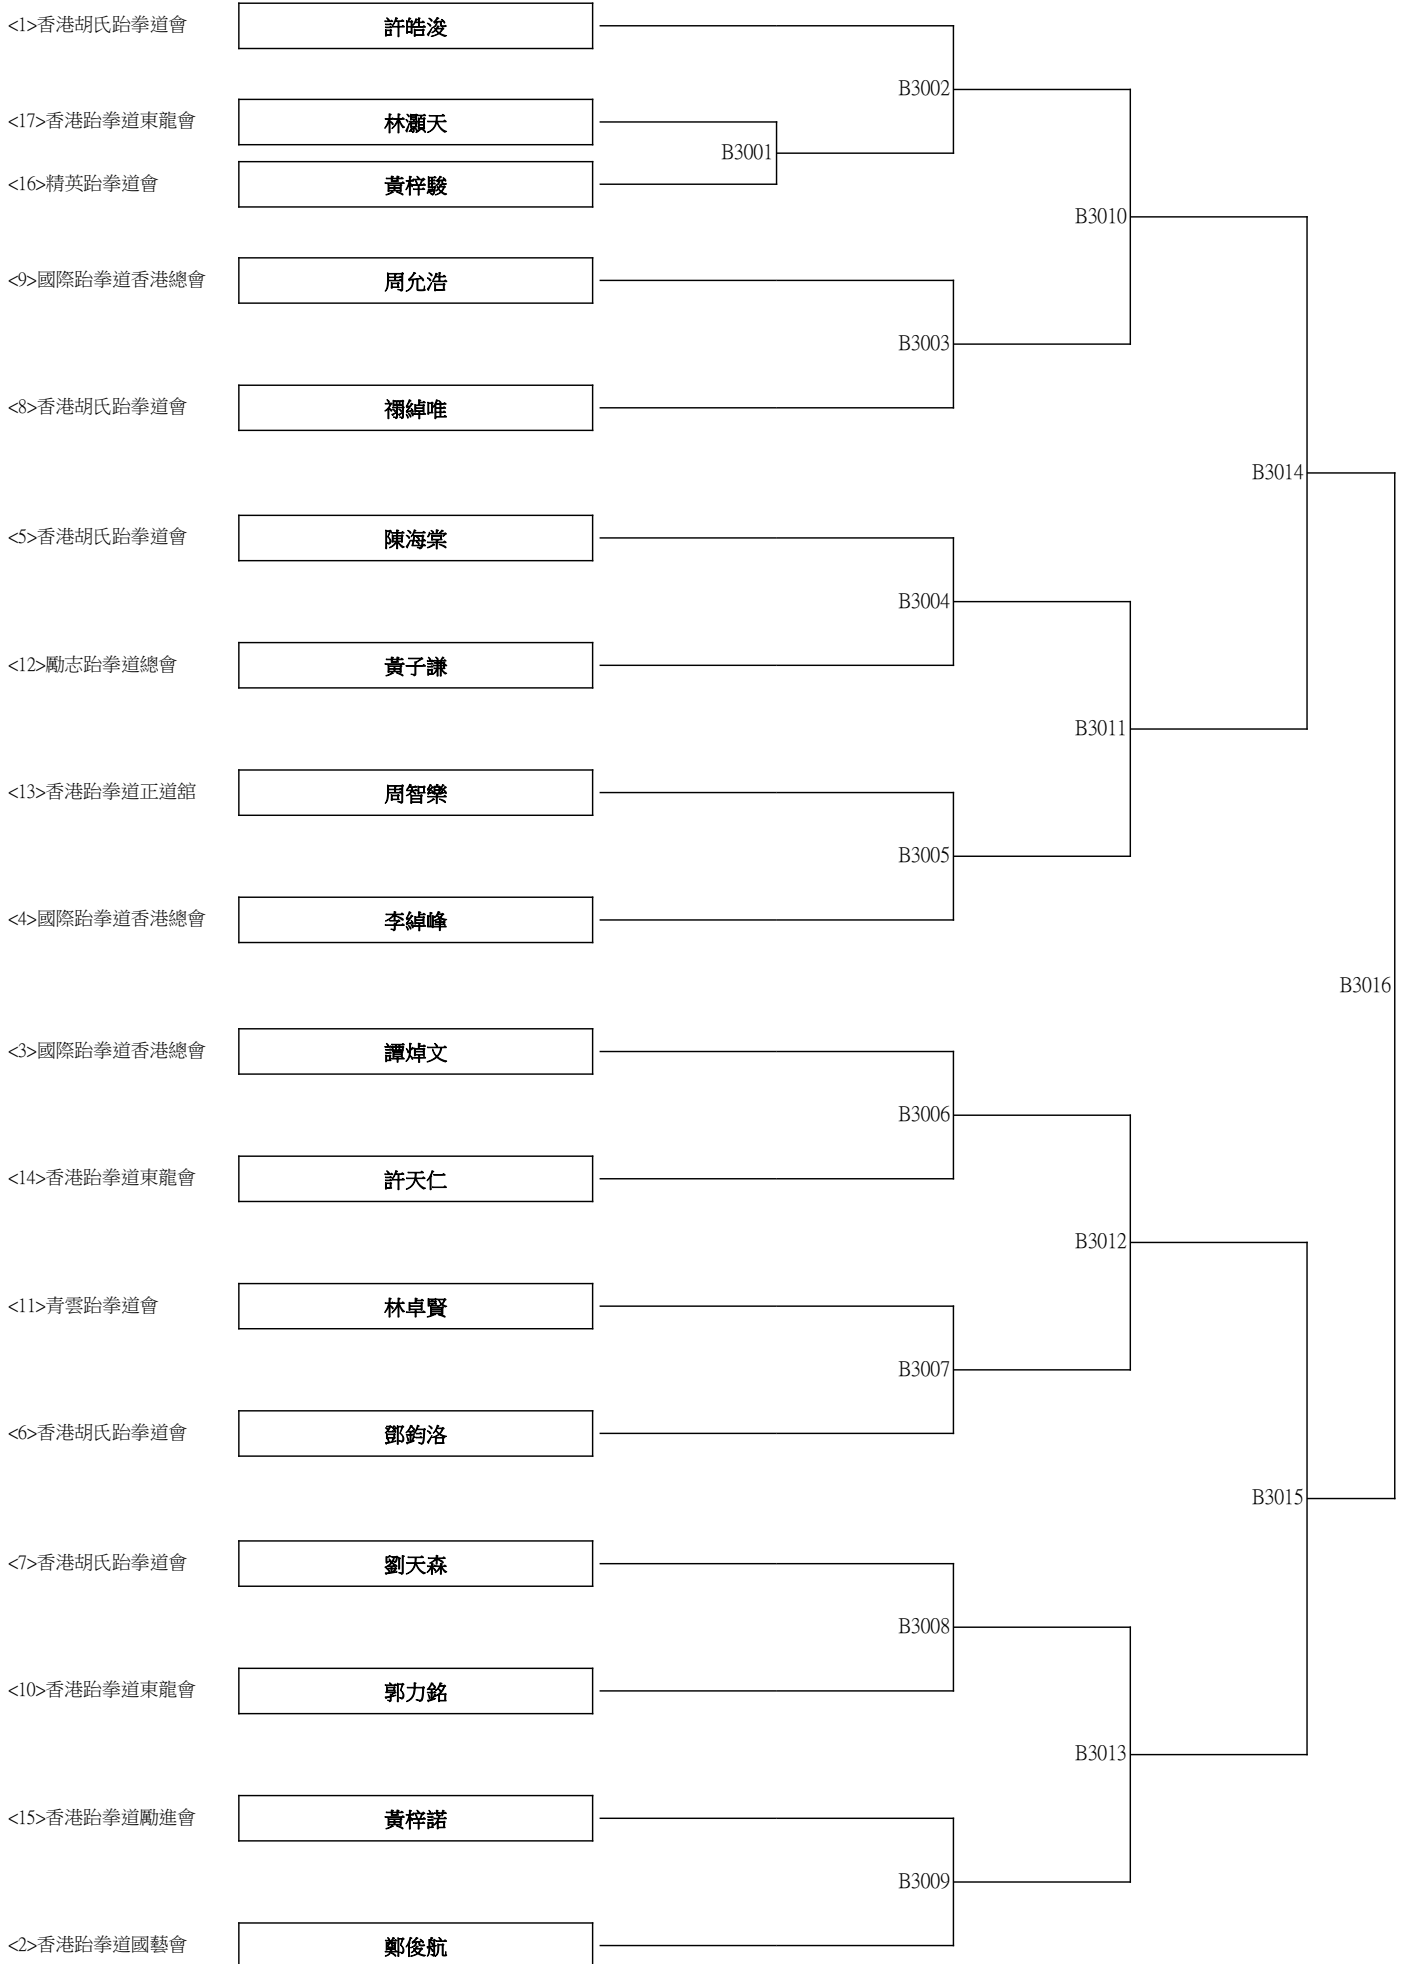 <1>香港胡氏跆拳道會 許皓浚
B3002
<17>香港跆拳道東龍會 林灝天
B3001
<16>精英跆拳道會 黃梓駿
B3010
<9>國際跆拳道香港總會 周允浩
B3003
<8>香港胡氏跆拳道會 禤綽唯
B3014
<5>香港胡氏跆拳道會 陳海棠
B3004
<12>勵志跆拳道總會 黃子謙
B3011
<13>香港跆拳道正道舘 周智樂
B3005
<4>國際跆拳道香港總會 李綽峰
B3016
<3>國際跆拳道香港總會 譚焯文
B3006
<14>香港跆拳道東龍會 許天仁
B3012
<11>青雲跆拳道會 林卓賢
B3007
<6>香港胡氏跆拳道會 鄧鈞洛
B3015
<7>香港胡氏跆拳道會 劉天森
B3008
<10>香港跆拳道東龍會 郭力銘
B3013
<15>香港跆拳道勵進會 黃梓諾
B3009
<2>香港跆拳道國藝會 鄭俊航